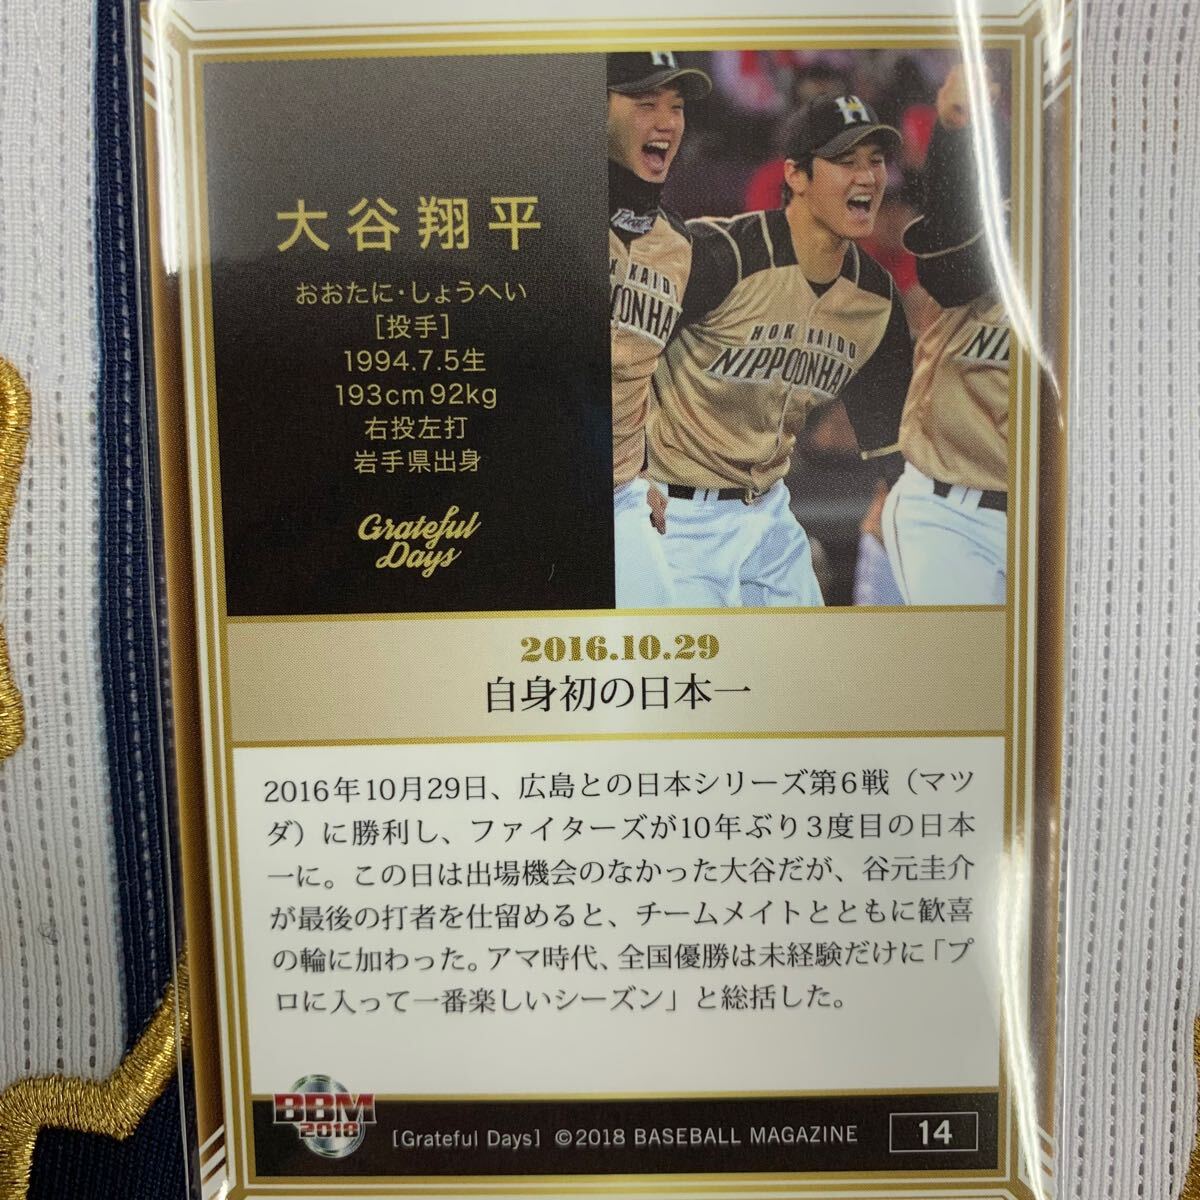 大谷翔平
おおたに・しょうへい
[投手]
1994.7.5生
193cm 92kg
右投左打
岩手県出身
Grateful
Days
H
H
HOKKAIDO
NIPPOONHA
KAIDO
OONHA
NI
2016.10.29
自身初の日本一
2016年10月29日、広島との日本シリーズ第6戦（マツ
ダ）に勝利し、ファイターズが10年ぶり3度目の日本
一に。この日は出場機会のなかった大谷だが、谷元圭介
が最後の打者を仕留めると、チームメイトとともに歓喜
の輪に加わった。アマ時代、全国優勝は未経験だけに「プ
ロに入って一番楽しいシーズン」と総括した。
BBM
2018
[Grateful Days] ©2018 BASEBALL MAGAZINE
14